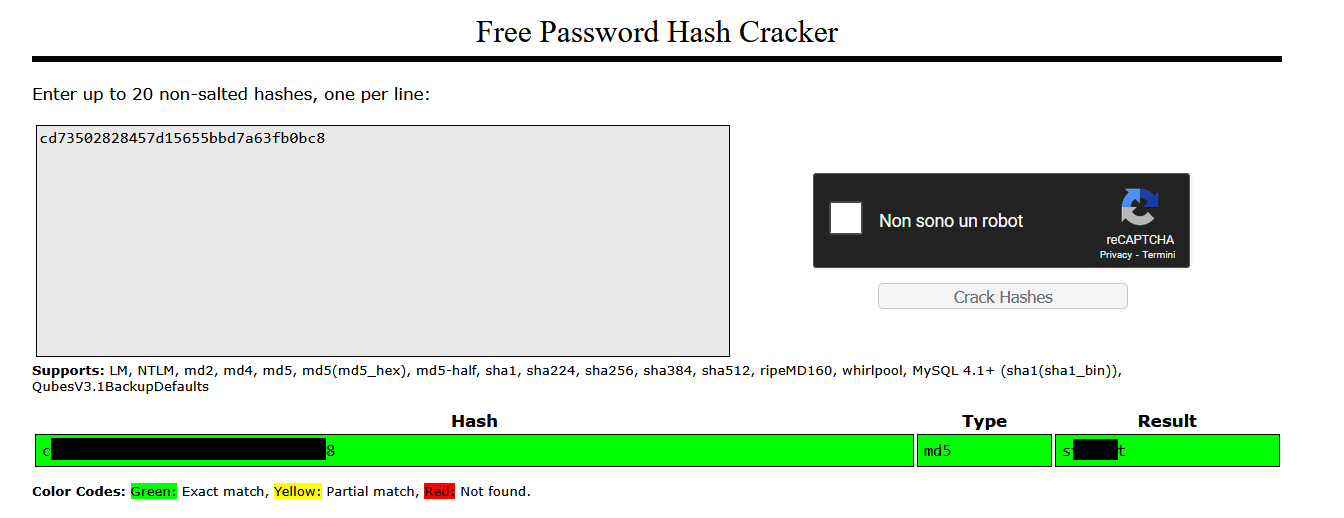 Free Password Hash Cracker
Enter up to 20 non-salted hashes, one per line:
cd73502828457d15655bbd7a63fb0bc8
Non sono un robot
reCAPTCHA
Privacy - Termini
Crack Hashes
Supports: LM, NTLM, md2, md4, md5, md5(md5_hex), md5-half, sha1, sha224, sha256, sha384, sha512, ripeMD160, whirlpool, MySQL 4.1+ (sha1(sha1_bin)),
QubesV3.1BackupDefaults
Hash Type Result
c 8 md5 t
Color Codes: Green: Exact match, Yellow: Partial match, Red: Not found.